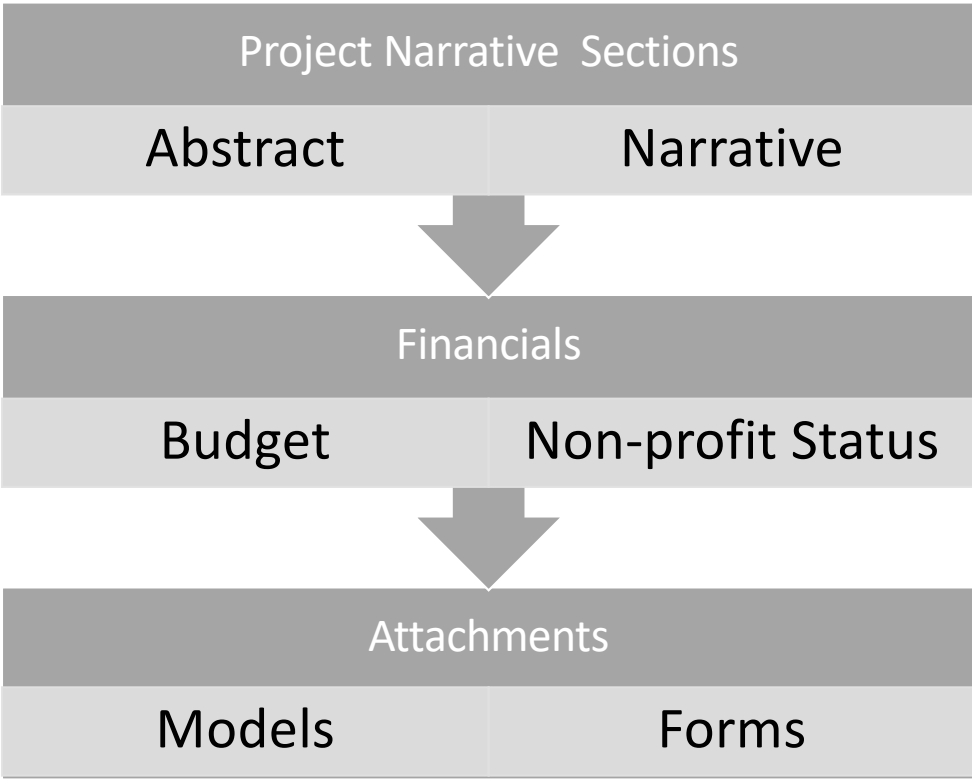 Project Narrative  Sections
Abstract Narrative
Financials
Budget Non-profit Status
Attachments
Models Forms